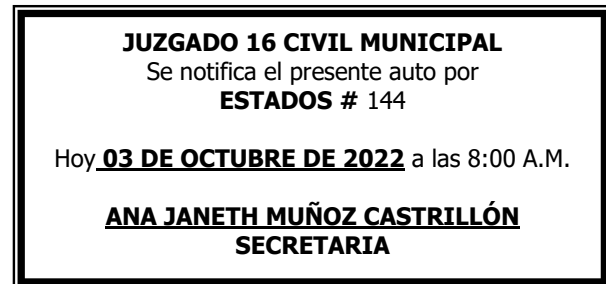 JUZGADO 16 CIVIL MUNICIPAL
Se notifica el presente auto por
ESTADOS # 144
Hoy 03 DE OCTUBRE DE 2022 a las 8:00 A.M.
ANA JANETH MUÑOZ CASTRILLÓN
SECRETARIA